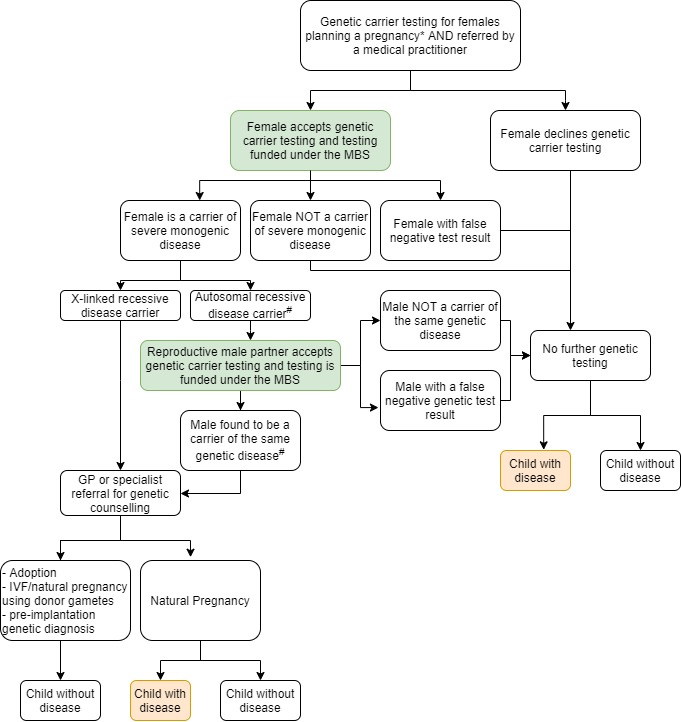 Genetic carrier testing for females
planning a pregnancy* AND referred by
a medical practitioner
Female accepts genetic
carrier testing and testing
funded under the MBS
Female declines genetic
carrier testing
Female is a carrier of
severe monogenic
disease
Female NOT a carrier
of severe monogenic
disease
Female with false
negative test result
X-linked recessive
disease carrier
Autosomal recessive
disease carrier#
Male NOT a carrier of
the same genetic
disease
Reproductive male partner accepts
genetic carrier testing and testing is
funded under the MBS
No further genetic
testing
Male with a false
negative genetic test
result
Male found to be a
carrier of the same
genetic disease#
Child with
disease
Child without
disease
GP or specialist
referral for genetic
counselling
- Adoption
- IVF/natural pregnancy
using donor gametes
- pre-implantation
genetic diagnosis
Natural Pregnancy
Child without
disease
Child with
disease
Child without
disease